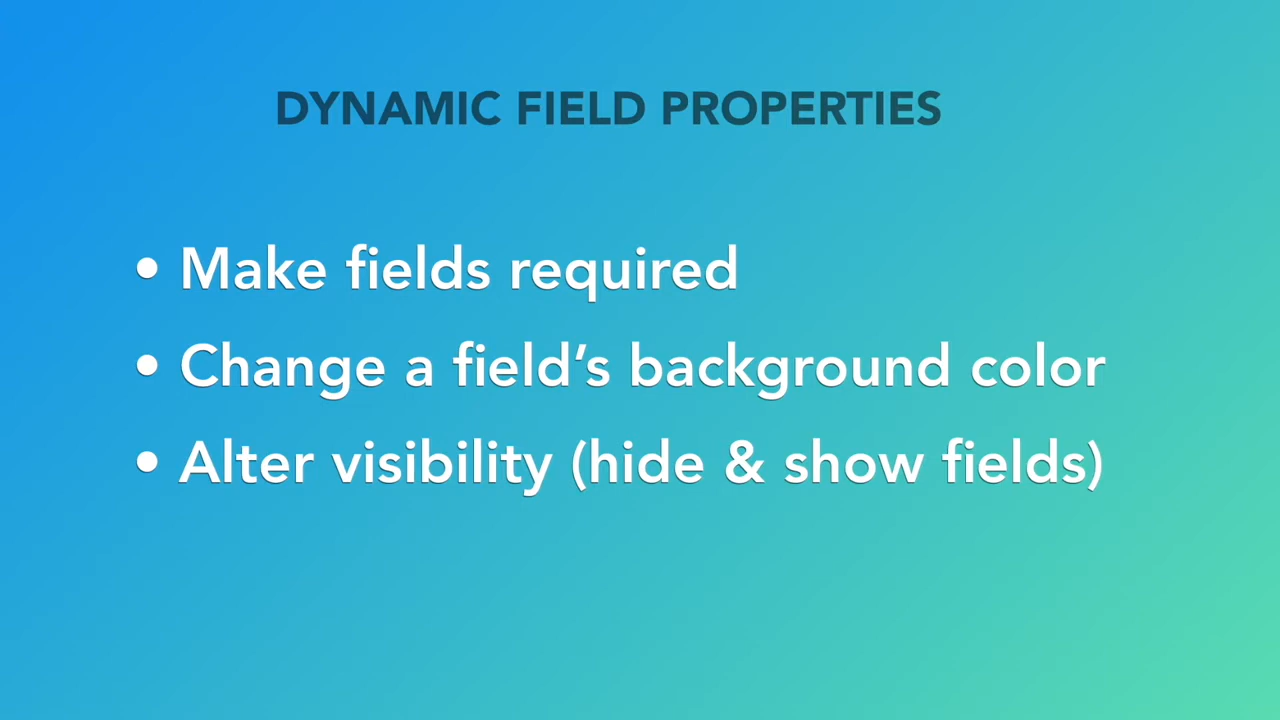 DYNAMIC FIELD PROPERTIES
• Make fields required
• Change a field’s background color
• Alter visibility (hide & show fields)